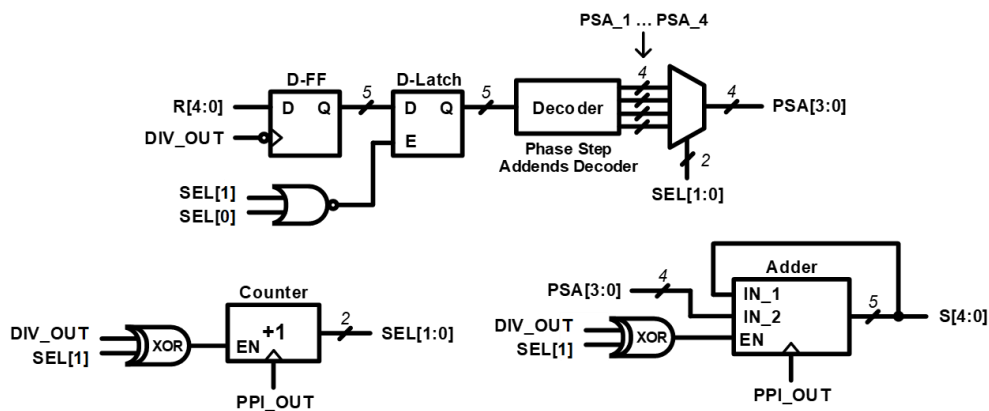 PSA_1 ... PSA_4
D-FF
D-Latch
R[4:0]
D Q
5
D Q
5
Decoder
4
4
PSA[3:0]
DIV_OUT
E
Phase Step
Addends Decoder
2
SEL[1:0]
SEL[1]
SEL[0]
Counter
DIV_OUT
SEL[1]
XOR
+1
EN
2
SEL[1:0]
PPI_OUT
Adder
PSA[3:0]
4
IN_1
IN_2
EN
5
S[4:0]
DIV_OUT
SEL[1]
XOR
PPI_OUT